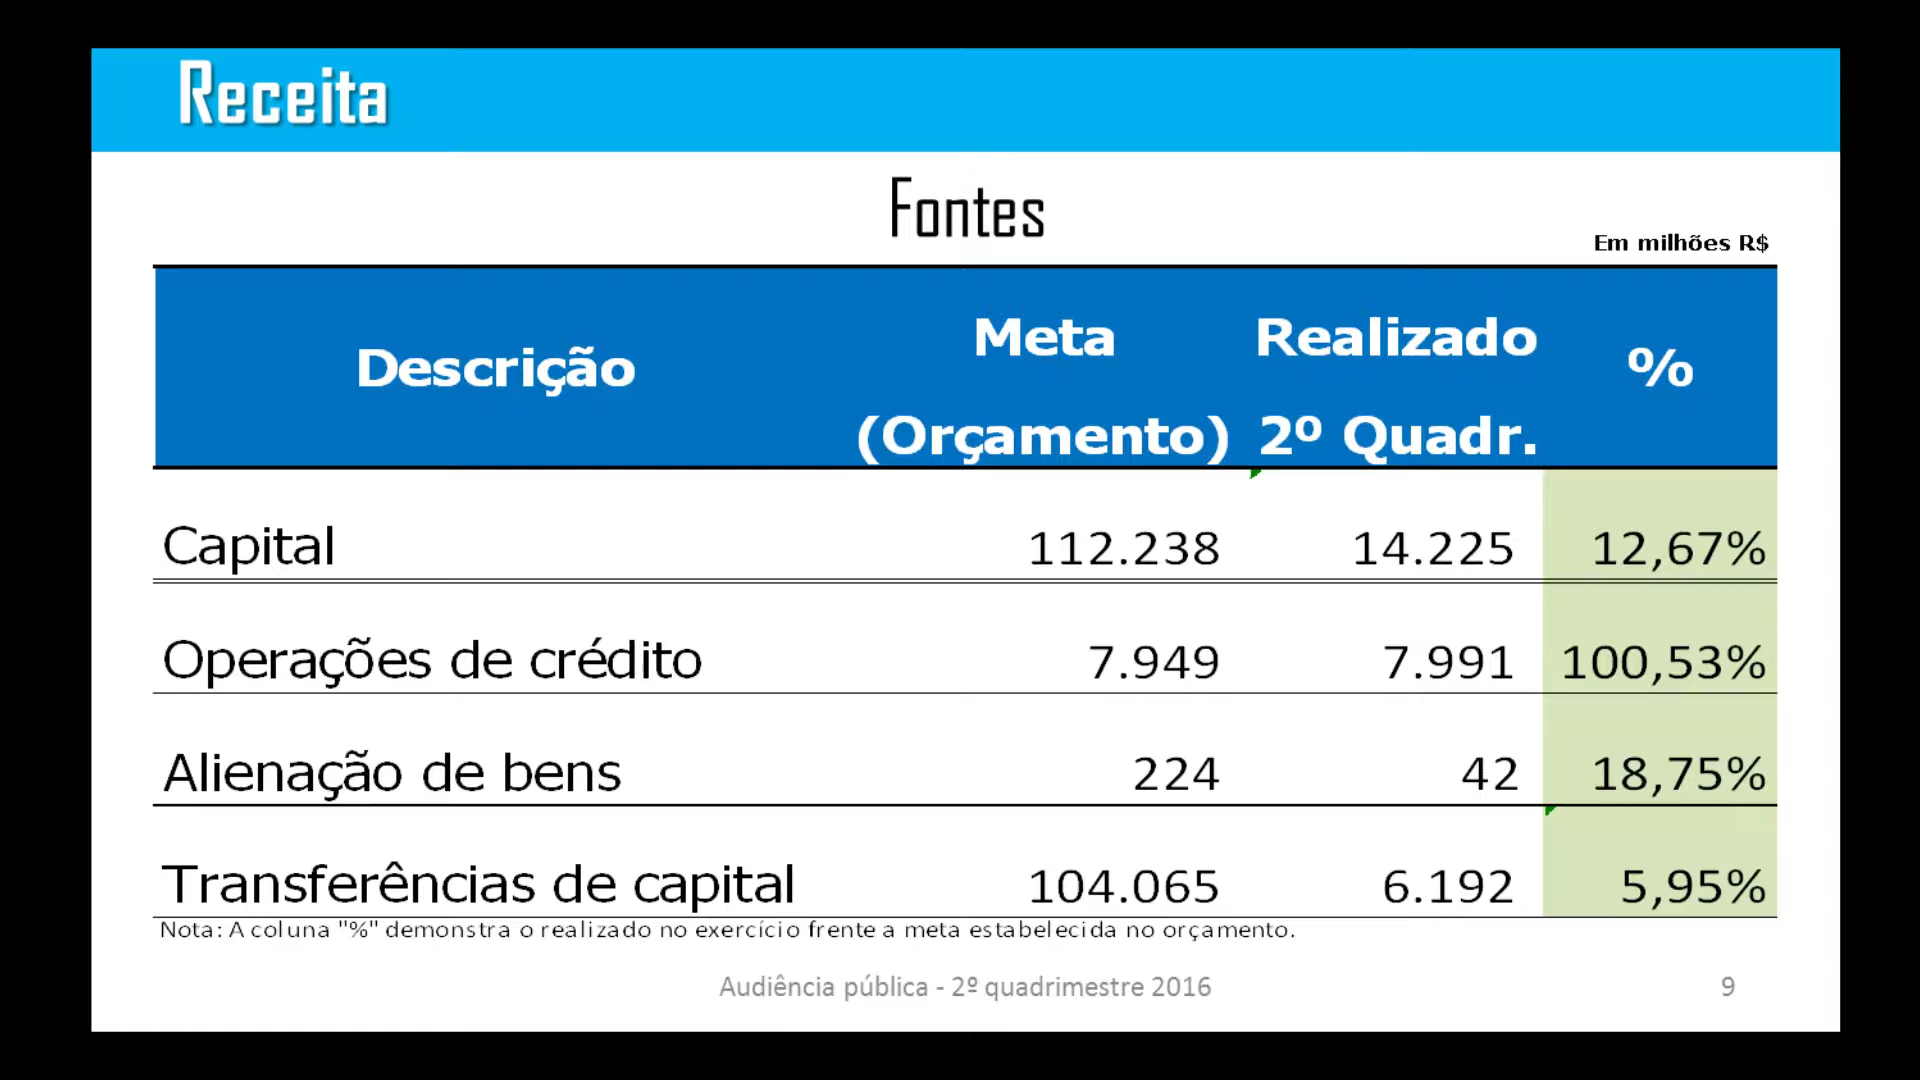 Receita
Fontes
Em milhões R$
Descrição Meta (Orçamento) Realizado 2º Quadr. %
Capital 112.238 14.225 12,67%
Operações de crédito 7.949 7.991 100,53%
Alienação de bens 224 42 18,75%
Transferências de capital 104.065 6.192 5,95%
Nota: A coluna "%" demonstra o realizado no exercício frente a meta estabelecida no orçamento.
Audiência pública - 2º quadrimestre 2016 9